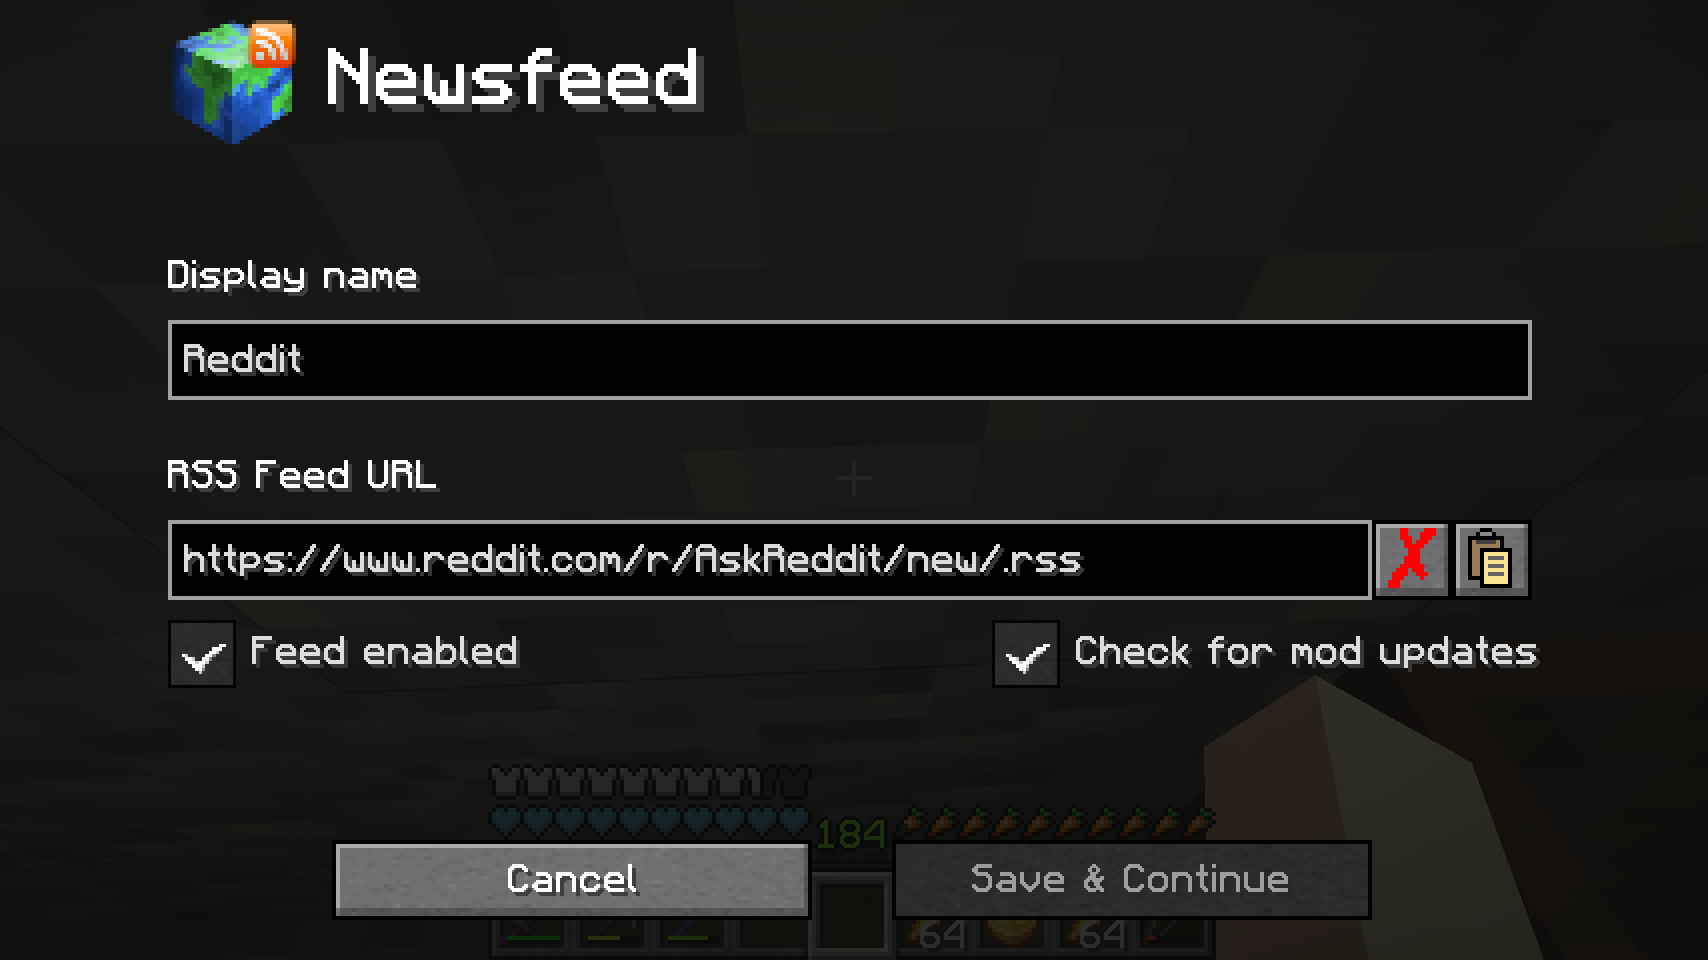 Newsfeed
Display name
Reddit
RSS Feed URL
https://www.reddit.com/r/AskReddit/new/.rss
Feed enabled
Check for mod updates
184
Cancel
Save & Continue
64
64